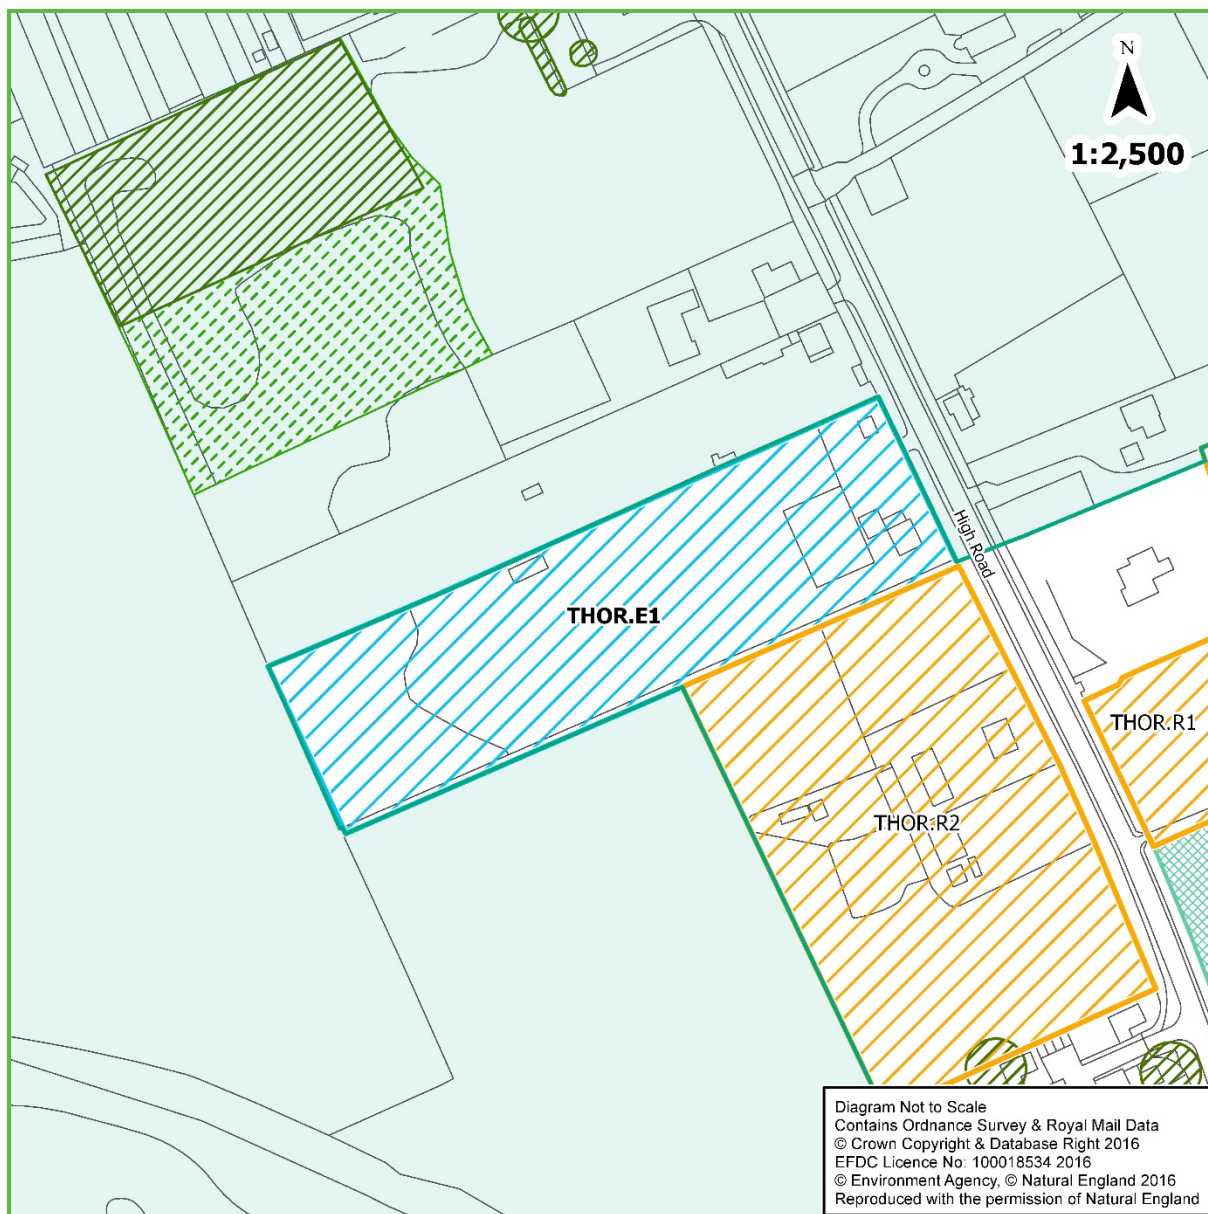 N
1:2,500
High Road
THOR.E1
THOR.R1
THOR.R2
Diagram Not to Scale
Contains Ordnance Survey & Royal Mail Data
© Crown Copyright & Database Right 2016
EFDC Licence No: 100018534 2016
© Environment Agency, © Natural England 2016
Reproduced with the permission of Natural England